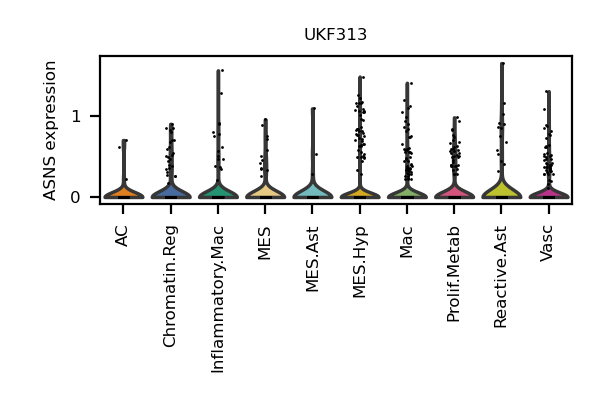 UKF313
ASNS expression
1
0
AC
Chromatin.Reg
Inflammatory.Mac
MES
MES.Ast
MES.Hyp
Mac
Prolif.Metab
Reactive.Ast
Vasc